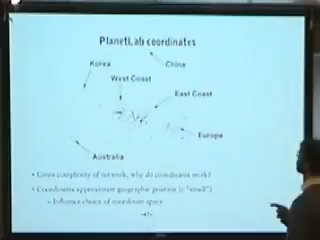 PlanetLab coordinates
Korea
China
West Coast
East Coast
Europe
Australia
• Given complexity of network, why do coordinates work?
• Coordinates approximate geographic position (c "small")
– Influence choice of coordinate space